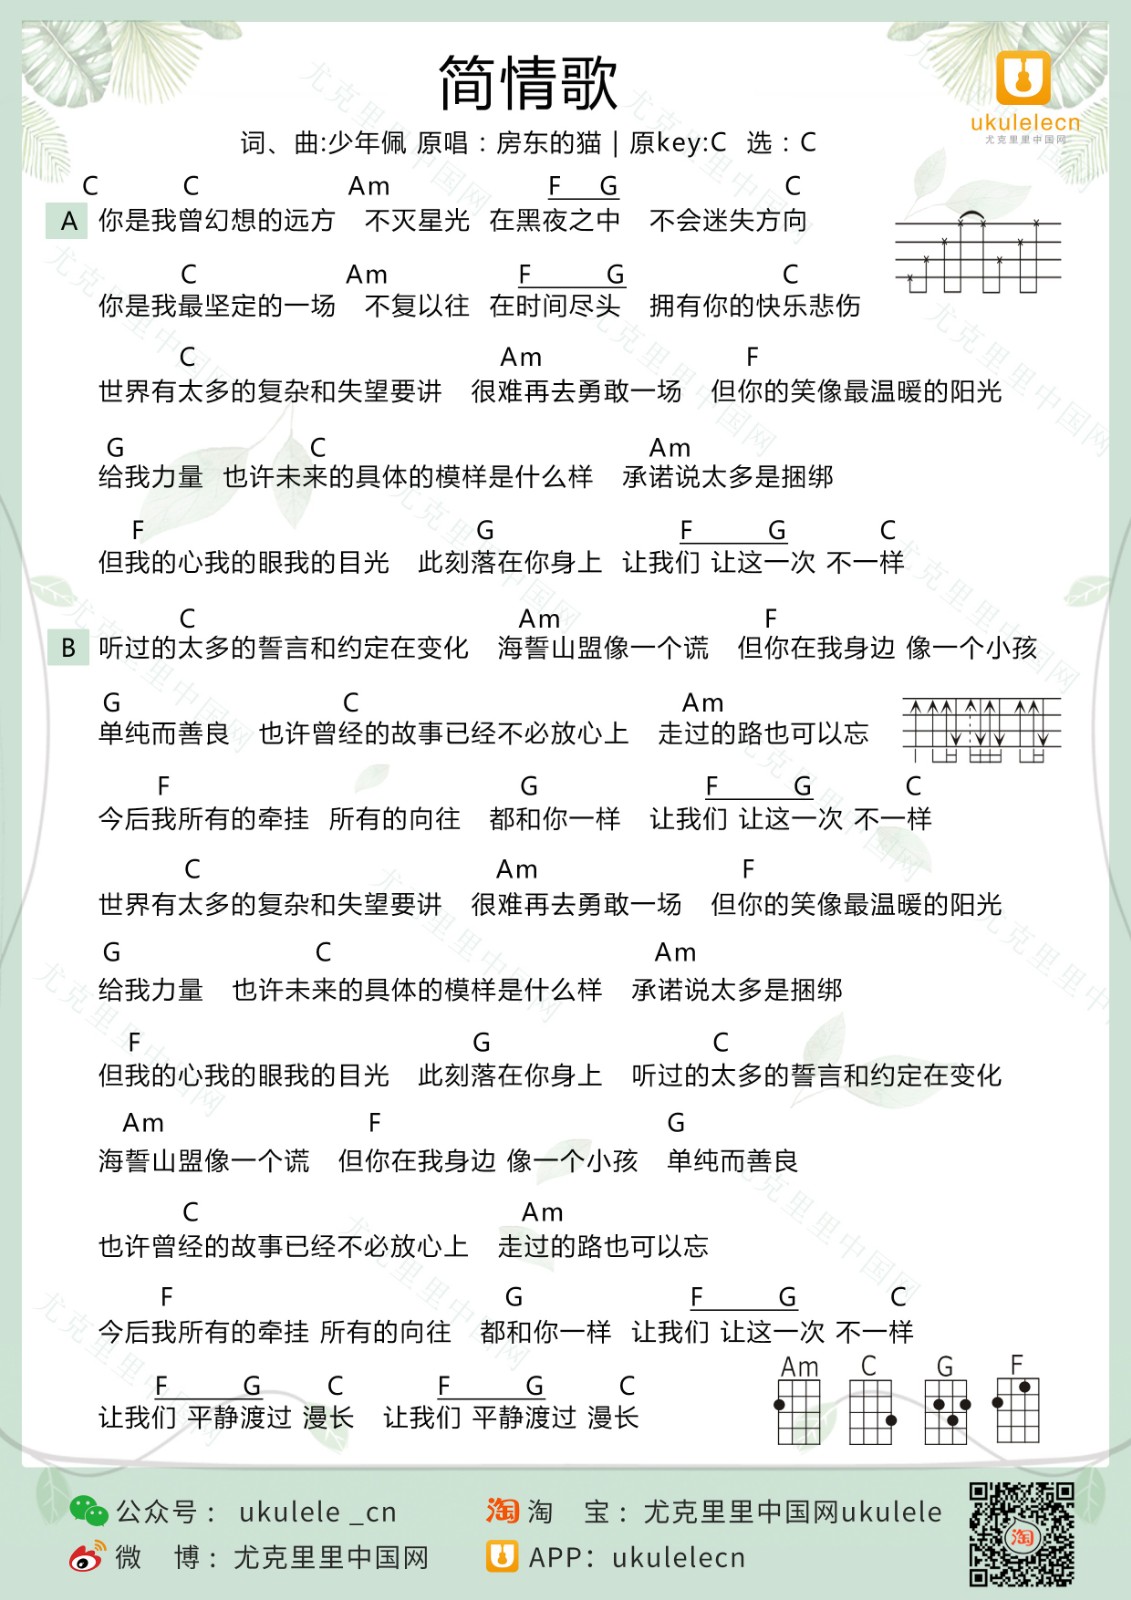 简情歌
ukulelecn
尤克里里中国网
词、曲:少年佩 原唱：房东的猫 | 原key:C 选：C
C C Am F G C
A 你是我曾幻想的远方 不灭星光 在黑夜之中 不会迷失方向
C Am F G C
你是我最坚定的一场 不复以往 在时间尽头 拥有你的快乐悲伤
C Am F
世界有太多的复杂和失望要讲 很难再去勇敢一场 但你的笑像最温暖的阳光
G C Am
给我力量 也许未来的具体的模样是什么样 承诺说太多是捆绑
F G F G C
但我的心我的眼我的目光 此刻落在你身上 让我们 让这一次 不一样
C Am F
B 听过的太多的誓言和约定在变化 海誓山盟像一个谎 但你在我身边 像一个小孩
G C Am
单纯而善良 也许曾经的故事已经不必放心上 走过的路也可以忘
F G F G C
今后我所有的牵挂 所有的向往 都和你一样 让我们 让这一次 不一样
C Am F
世界有太多的复杂和失望要讲 很难再去勇敢一场 但你的笑像最温暖的阳光
G C Am
给我力量 也许未来的具体的模样是什么样 承诺说太多是捆绑
F G C
但我的心我的眼我的目光 此刻落在你身上 听过的太多的誓言和约定在变化
Am F G
海誓山盟像一个谎 但你在我身边 像一个小孩 单纯而善良
C Am
也许曾经的故事已经不必放心上 走过的路也可以忘
F G F G C
今后我所有的牵挂 所有的向往 都和你一样 让我们 让这一次 不一样
F G C F G C
让我们 平静渡过 漫长 让我们 平静渡过 漫长
Am C G F
公众号： ukulele _cn
淘 淘 宝：尤克里里中国网ukulele
微 博：尤克里里中国网
APP：ukulelecn
淘